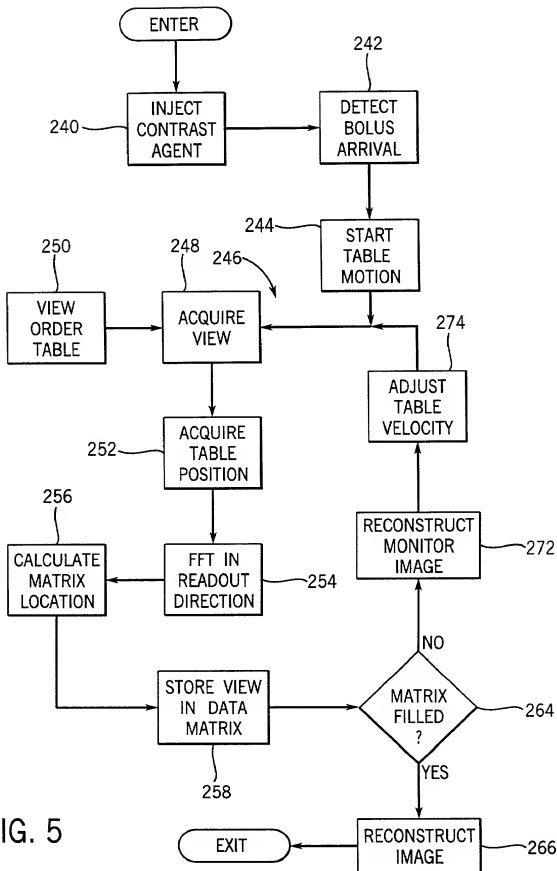 ENTER
240
INJECT
CONTRAST
AGENT
242
DETECT
BOLUS
ARRIVAL
244
START
TABLE
MOTION
246
250
VIEW
ORDER
TABLE
248
ACQUIRE
VIEW
274
ADJUST
TABLE
VELOCITY
252
ACQUIRE
TABLE
POSITION
256
CALCULATE
MATRIX
LOCATION
FFT IN
READOUT
DIRECTION
254
RECONSTRUCT
MONITOR
IMAGE
272
NO
STORE VIEW
IN DATA
MATRIX
258
MATRIX
FILLED
?
264
YES
IG. 5
EXIT
RECONSTRUCT
IMAGE
266